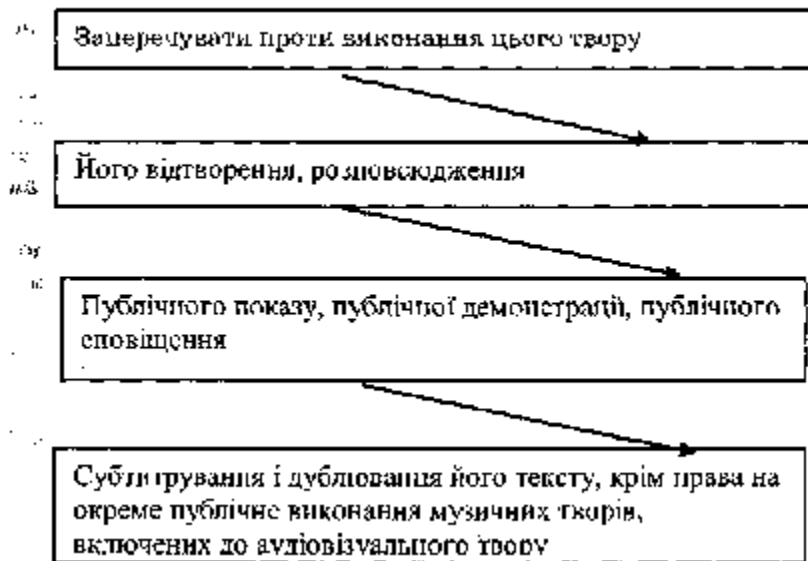 Заперечувати проти виконання цього твору
Його відтворення, розповсюдження
Публічного показу, публічної демонстрації, публічного
сповіщення
Субтитрування і дублювання його тексту, крім права на
окреме публічне виконання музичних творів,
включених до аудіовізуального твору